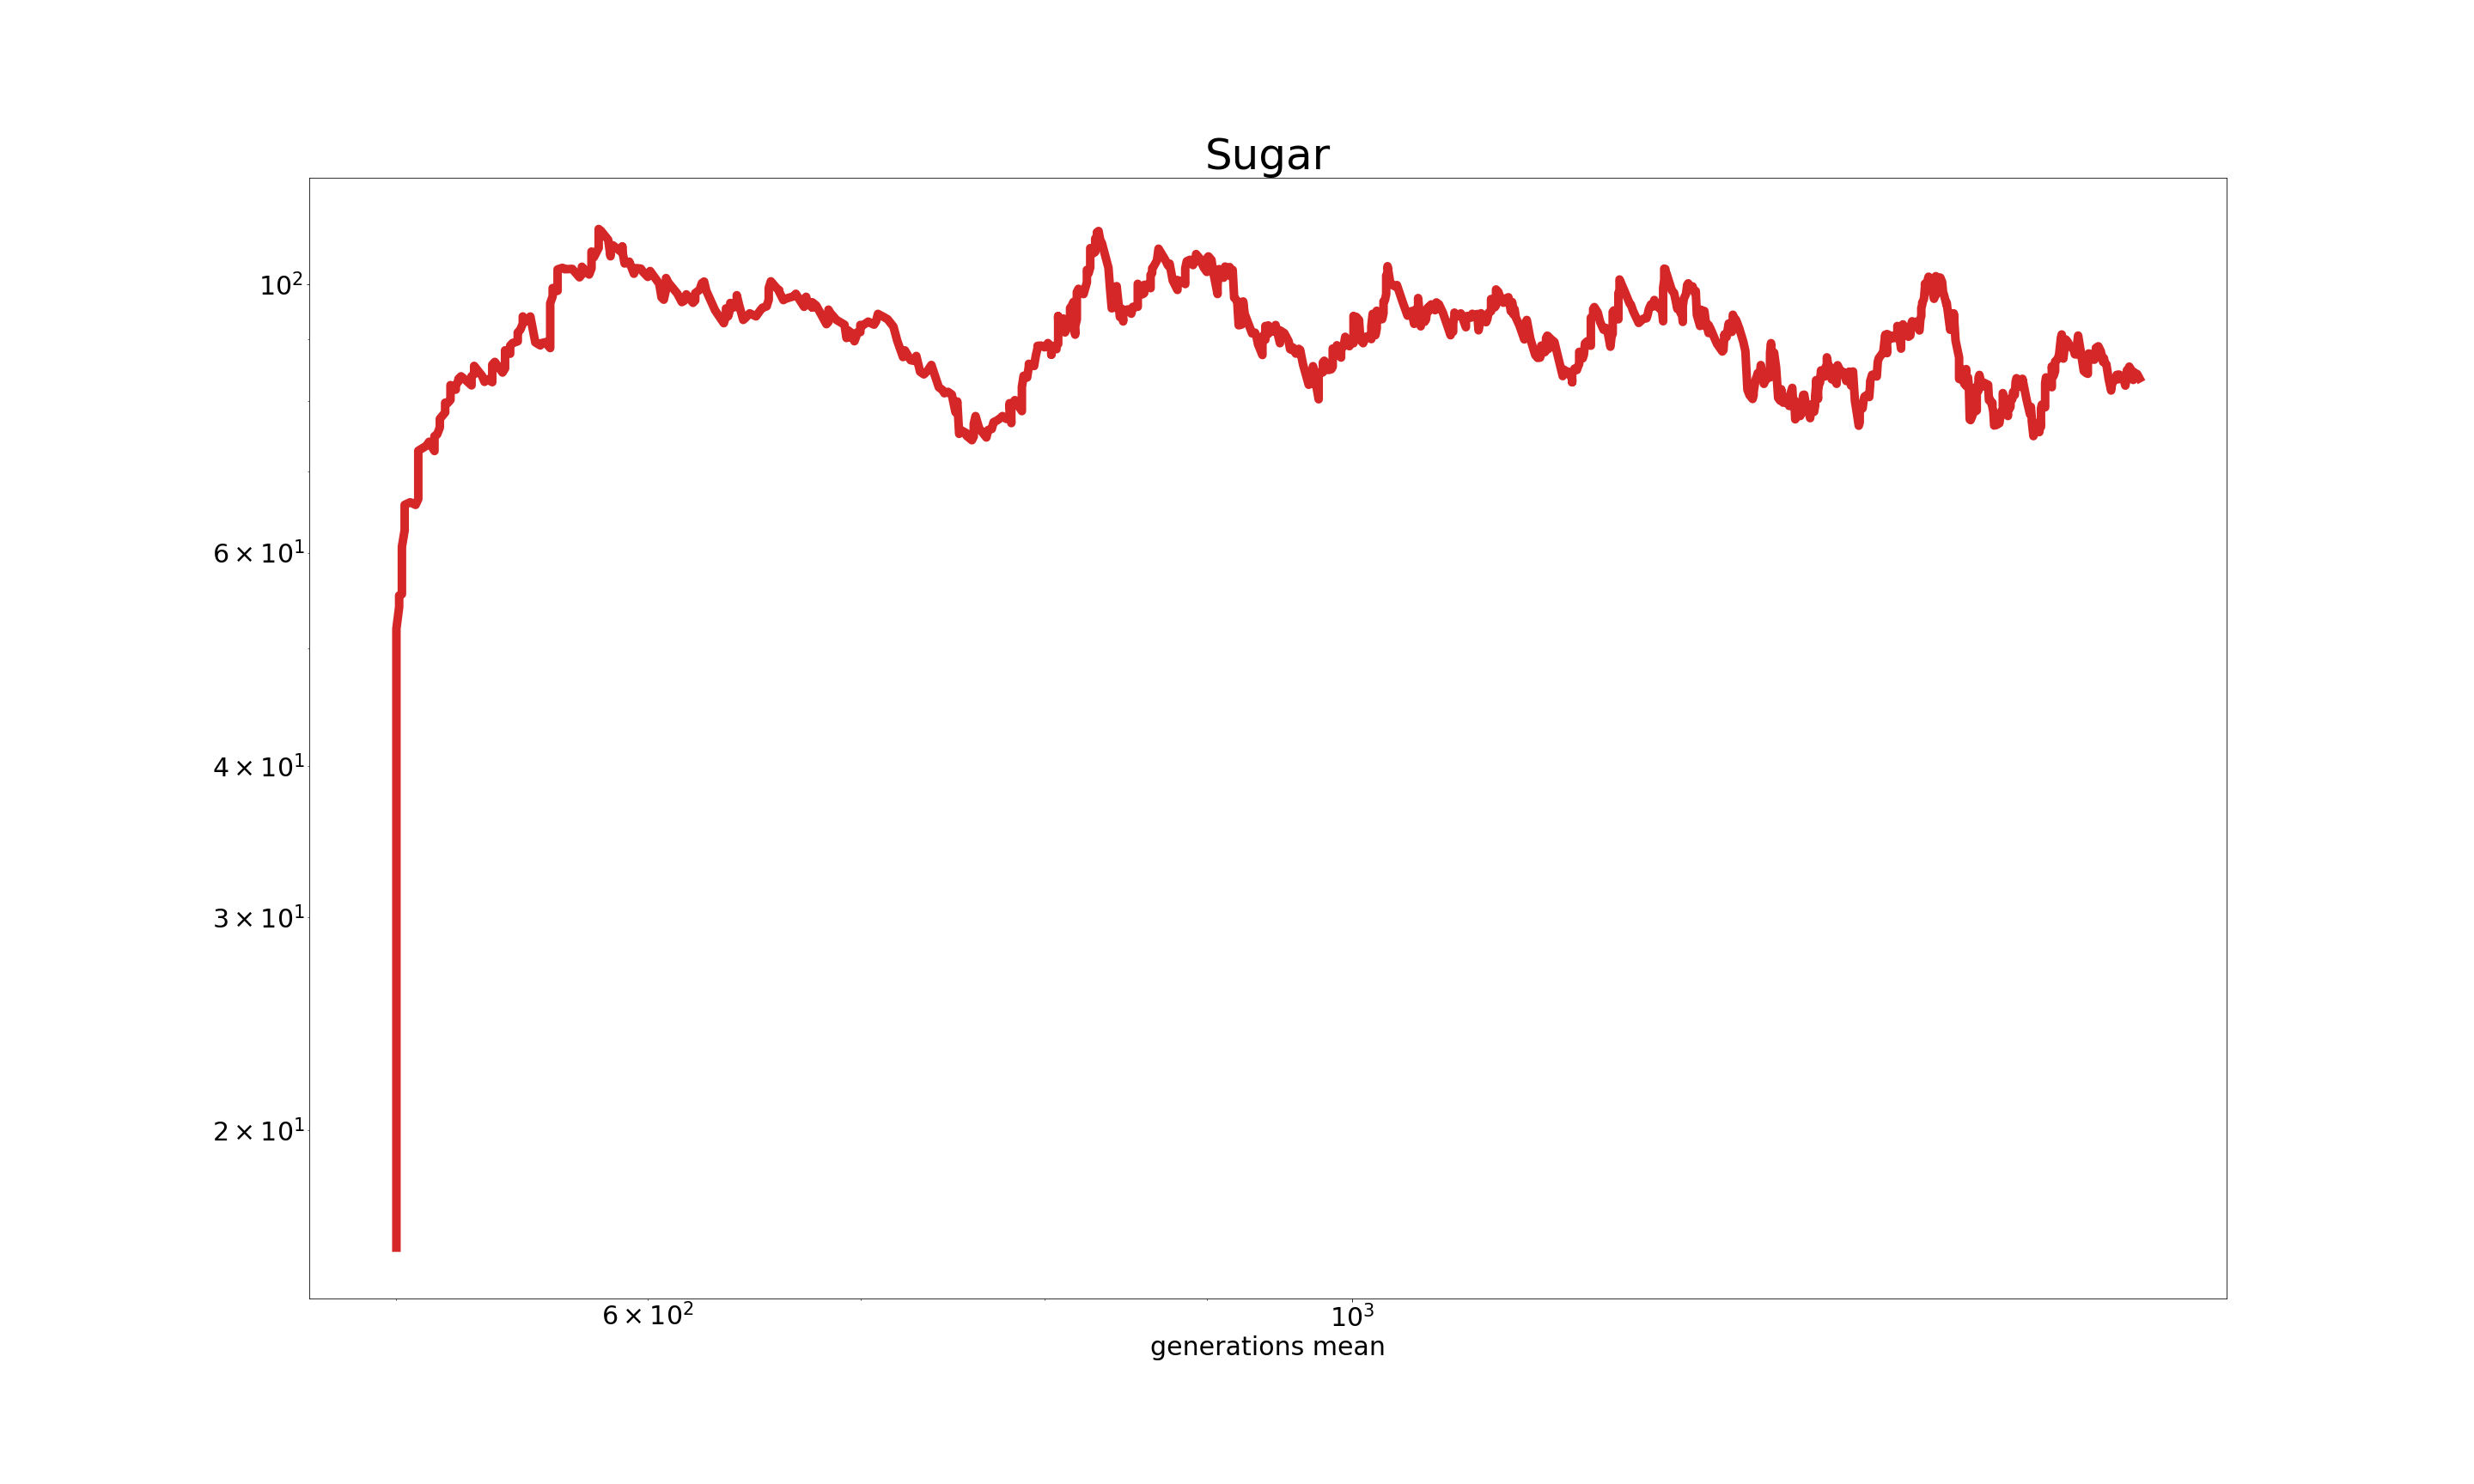 Sugar
10²
6 × 10¹
4 × 10¹
3 × 10¹
2 × 10¹
6 × 10² 10³
generations mean